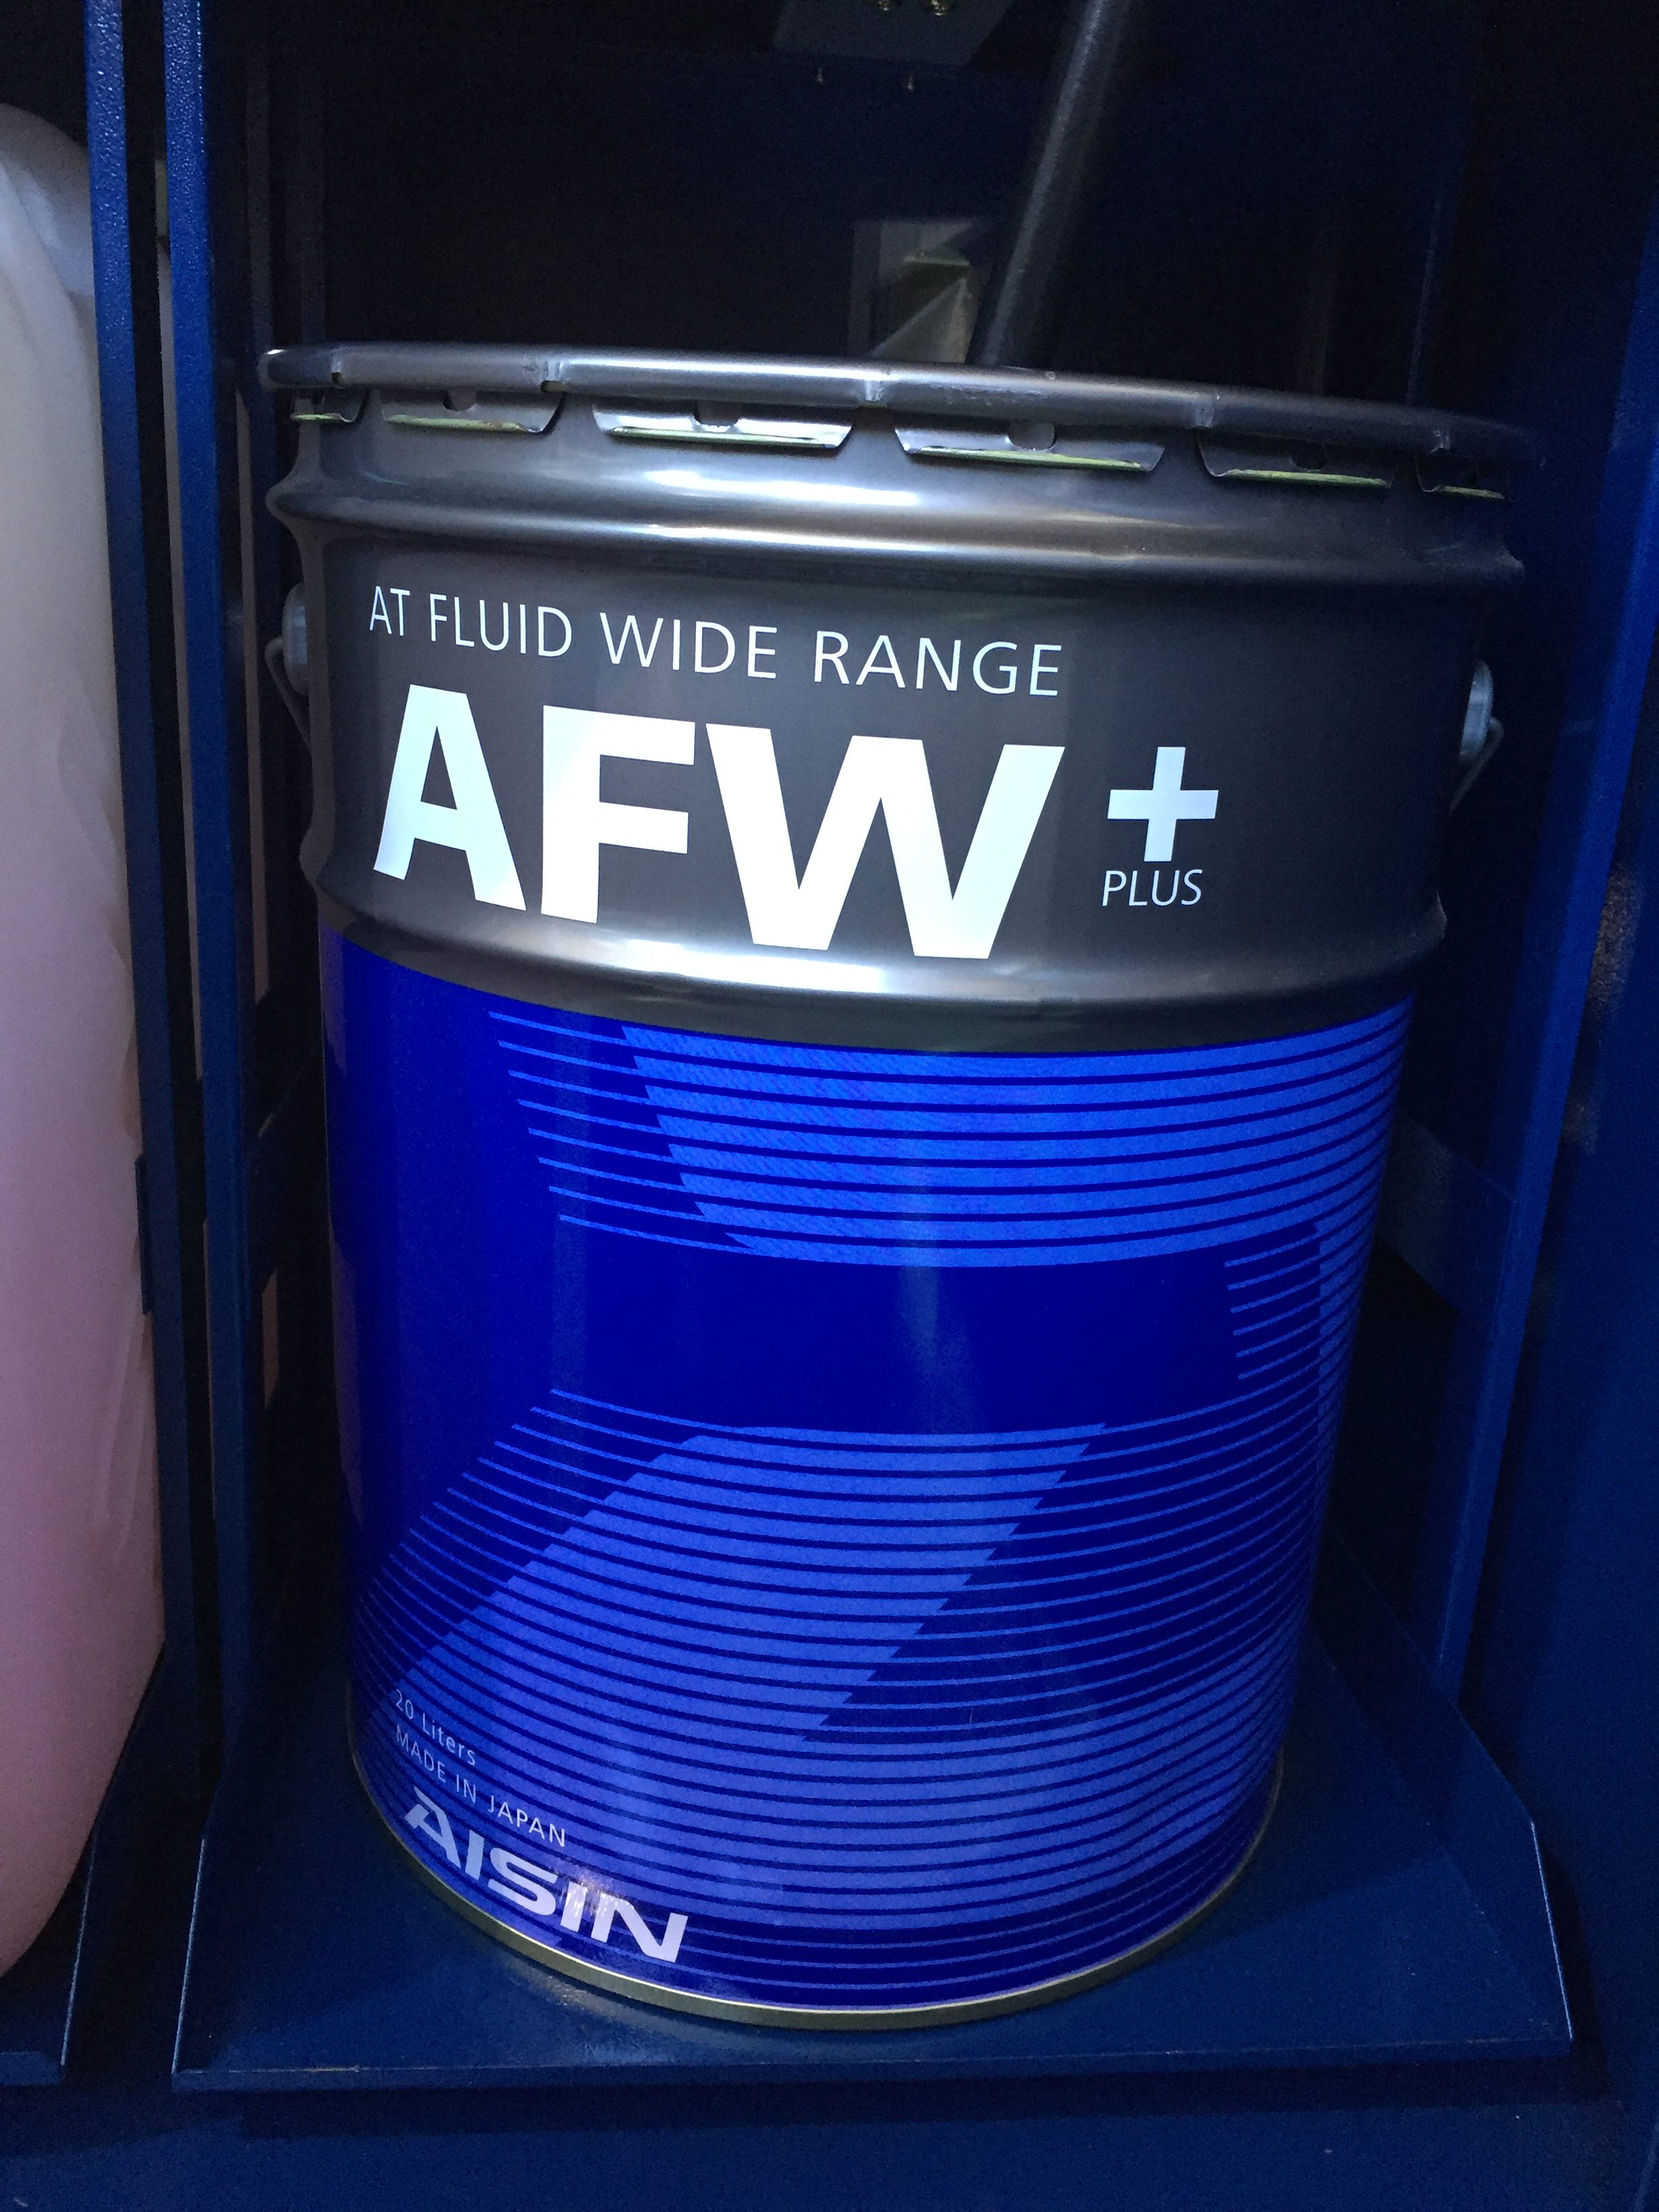 AT FLUID WIDE RANGE
AFW +
PLUS
20 Liters
MADE IN JAPAN
AISIN